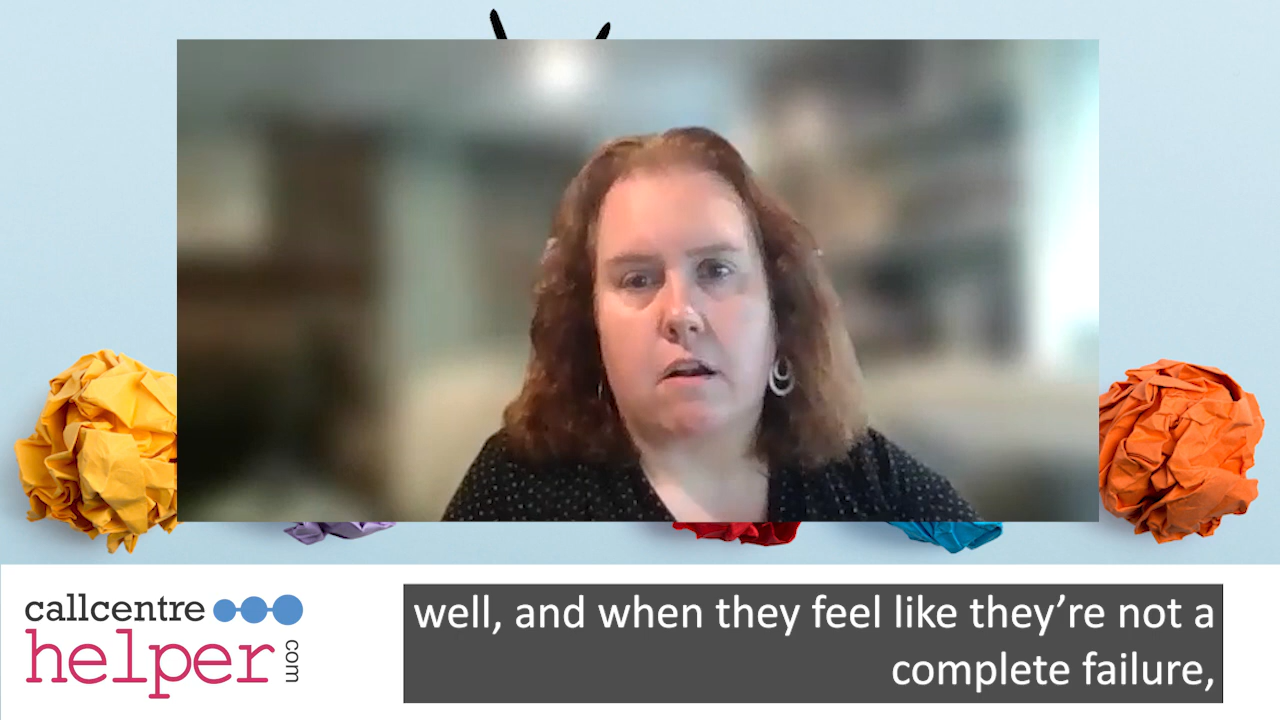 callcentre
helper
com
well, and when they feel like they’re not a
complete failure,